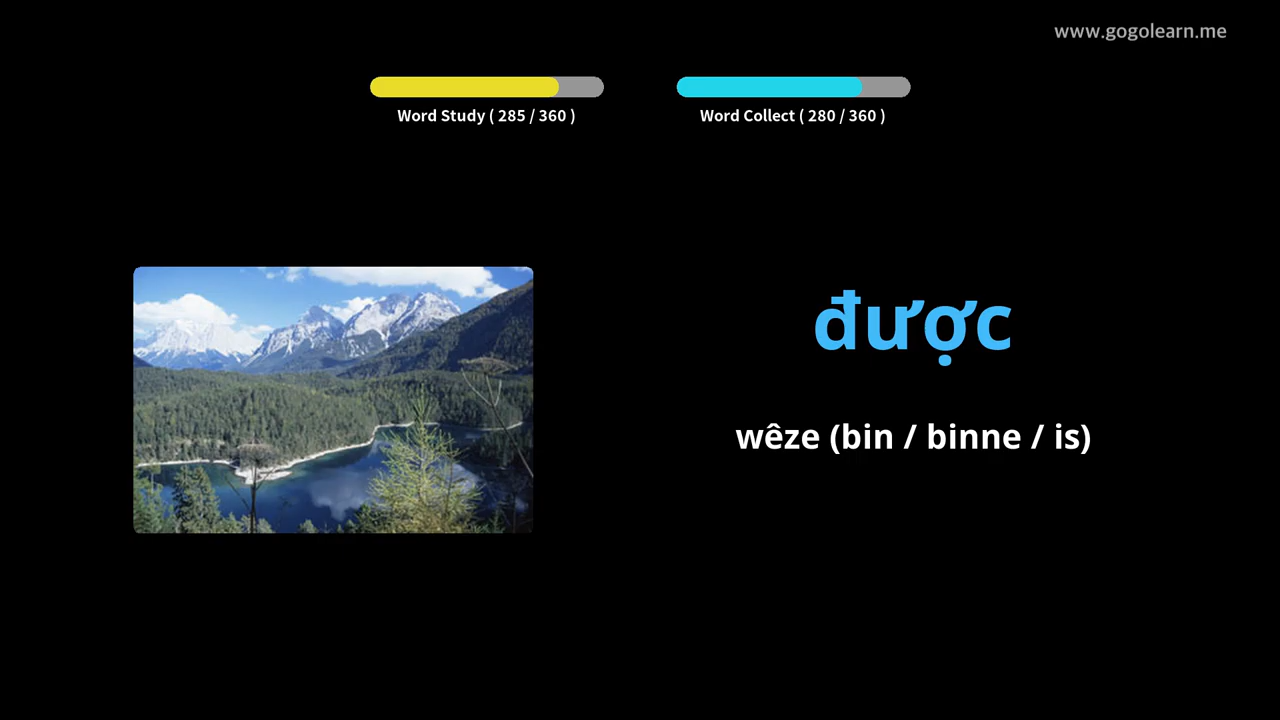 www.gogolearn.me
Word Study ( 285 / 360 )
Word Collect ( 280 / 360 )
được
wêze (bin / binne / is)